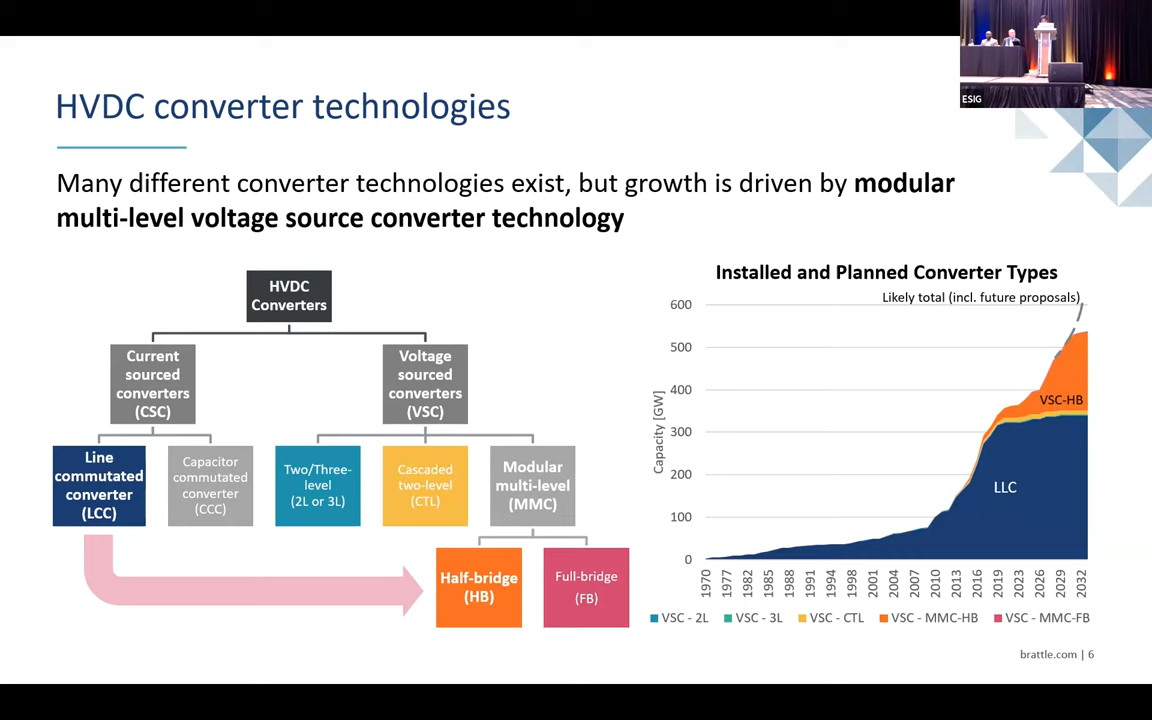 ESIG
HVDC converter technologies
Many different converter technologies exist, but growth is driven by modular
multi-level voltage source converter technology
HVDC
Converters
Current
sourced
converters
(CSC)
Voltage
sourced
converters
(VSC)
Line
commutated
converter
(LCC)
Capacitor
commutated
converter
(CCC)
Two/Three-
level
(2L or 3L)
Cascaded
two-level
(CTL)
Modular
multi-level
(MMC)
Half-bridge
(HB)
Full-bridge
(FB)
Installed and Planned Converter Types
Likely total (incl. future proposals)
Capacity [GW]
600
500
400
300
200
100
0
VSC-HB
LLC
1970 1977 1982 1985 1988 1991 1994 1998 2001 2004 2007 2010 2013 2016 2019 2023 2026 2029 2032
VSC - 2L VSC - 3L VSC - CTL VSC - MMC-HB VSC - MMC-FB
brattle.com | 6